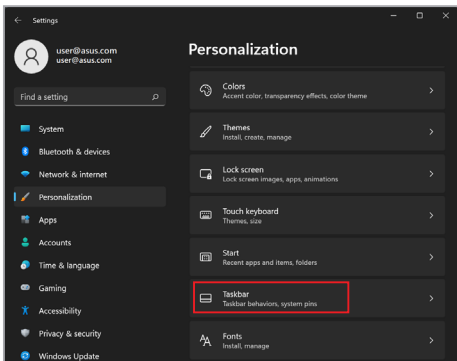 Settings
user@asus.com
user@asus.com
Find a setting
System
Bluetooth & devices
Network & internet
Personalization
Apps
Accounts
Time & language
Gaming
Accessibility
Privacy & security
Windows Update
Personalization
Colors
Accent color, transparency effects, color theme
Themes
Install, create, manage
Lock screen
Lock screen images, apps, animations
Touch keyboard
Themes, size
Start
Recent apps and items, folders
Taskbar
Taskbar behaviors, system pins
Fonts
Install, manage